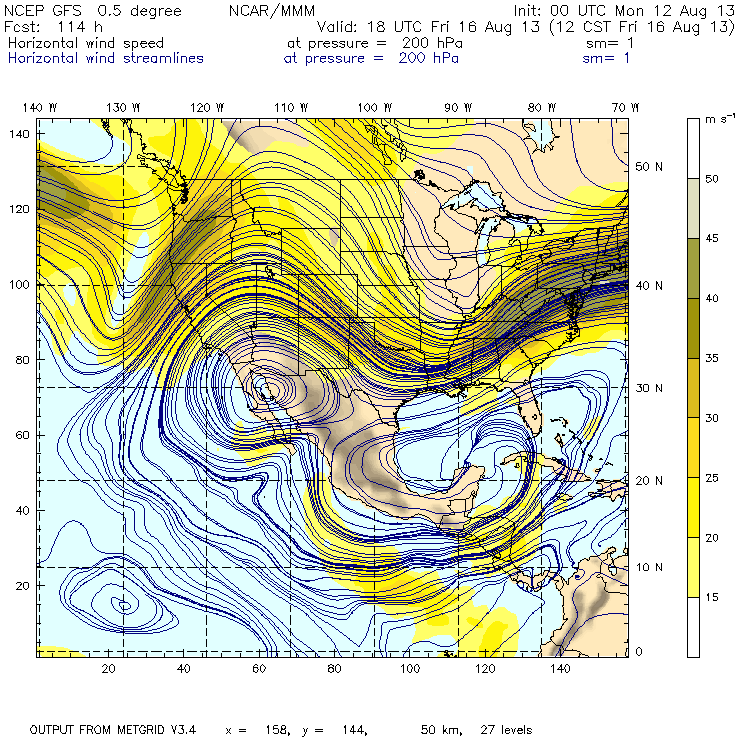 NCEP GFS 0.5 degree NCAR/MMM Init: 00 UTC Mon 12 Aug 13
Fcst: 114 h Valid: 18 UTC Fri 16 Aug 13 (12 CST Fri 16 Aug 13)
Horizontal wind speed at pressure = 200 hPa sm= 1
Horizontal wind streamlines at pressure = 200 hPa sm= 1
140 W 130 W 120 W 110 W 100 W 90 W 80 W 70 W
m s⁻¹
140
50 N
50
120
45
100
40 N
40
80
35
30 N
30
60
25
20 N
40
20
10 N
20
15
0
20 40 60 80 100 120 140
OUTPUT FROM METGRID V3.4 x = 158, y = 144, 50 km, 27 levels